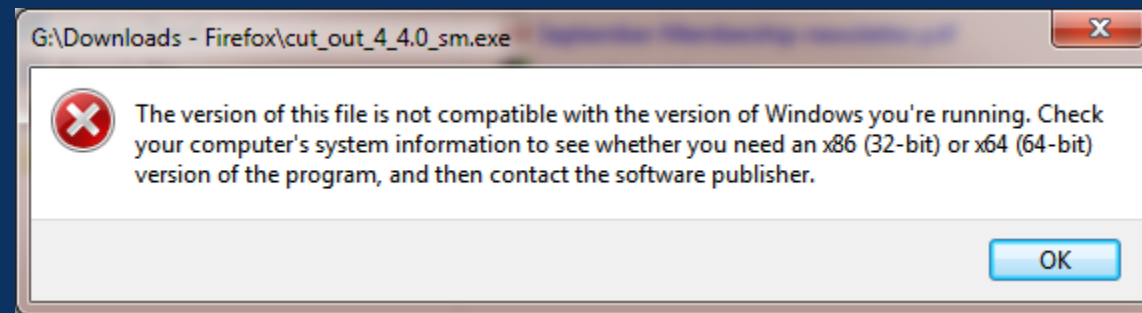 G:\Downloads - Firefox\cut_out_4_4.0_sm.exe
The version of this file is not compatible with the version of Windows you're running. Check
your computer's system information to see whether you need an x86 (32-bit) or x64 (64-bit)
version of the program, and then contact the software publisher.
OK